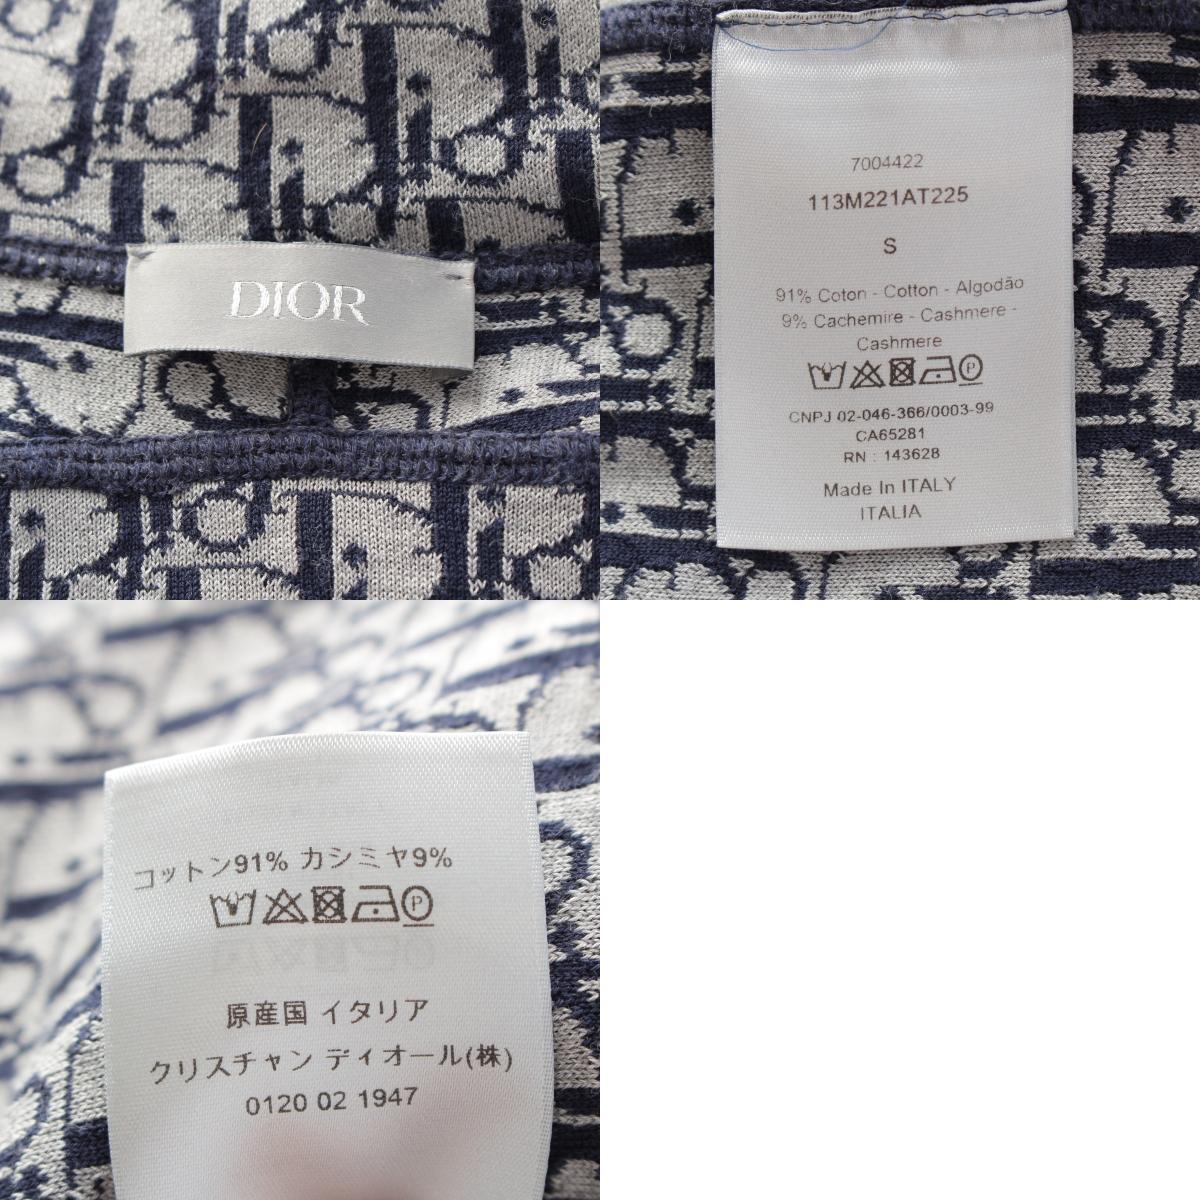 DIOR
7004422
113M221AT225
S
91% Coton - Cotton - Algodão
9% Cachemire - Cashmere -
Cashmere
P
CNPJ 02-046-366/0003-99
CA65281
RN : 143628
Made In ITALY
ITALIA
コットン91% カシミヤ9%
P
原産国 イタリア
クリスチャン ディオール(株)
0120 02 1947